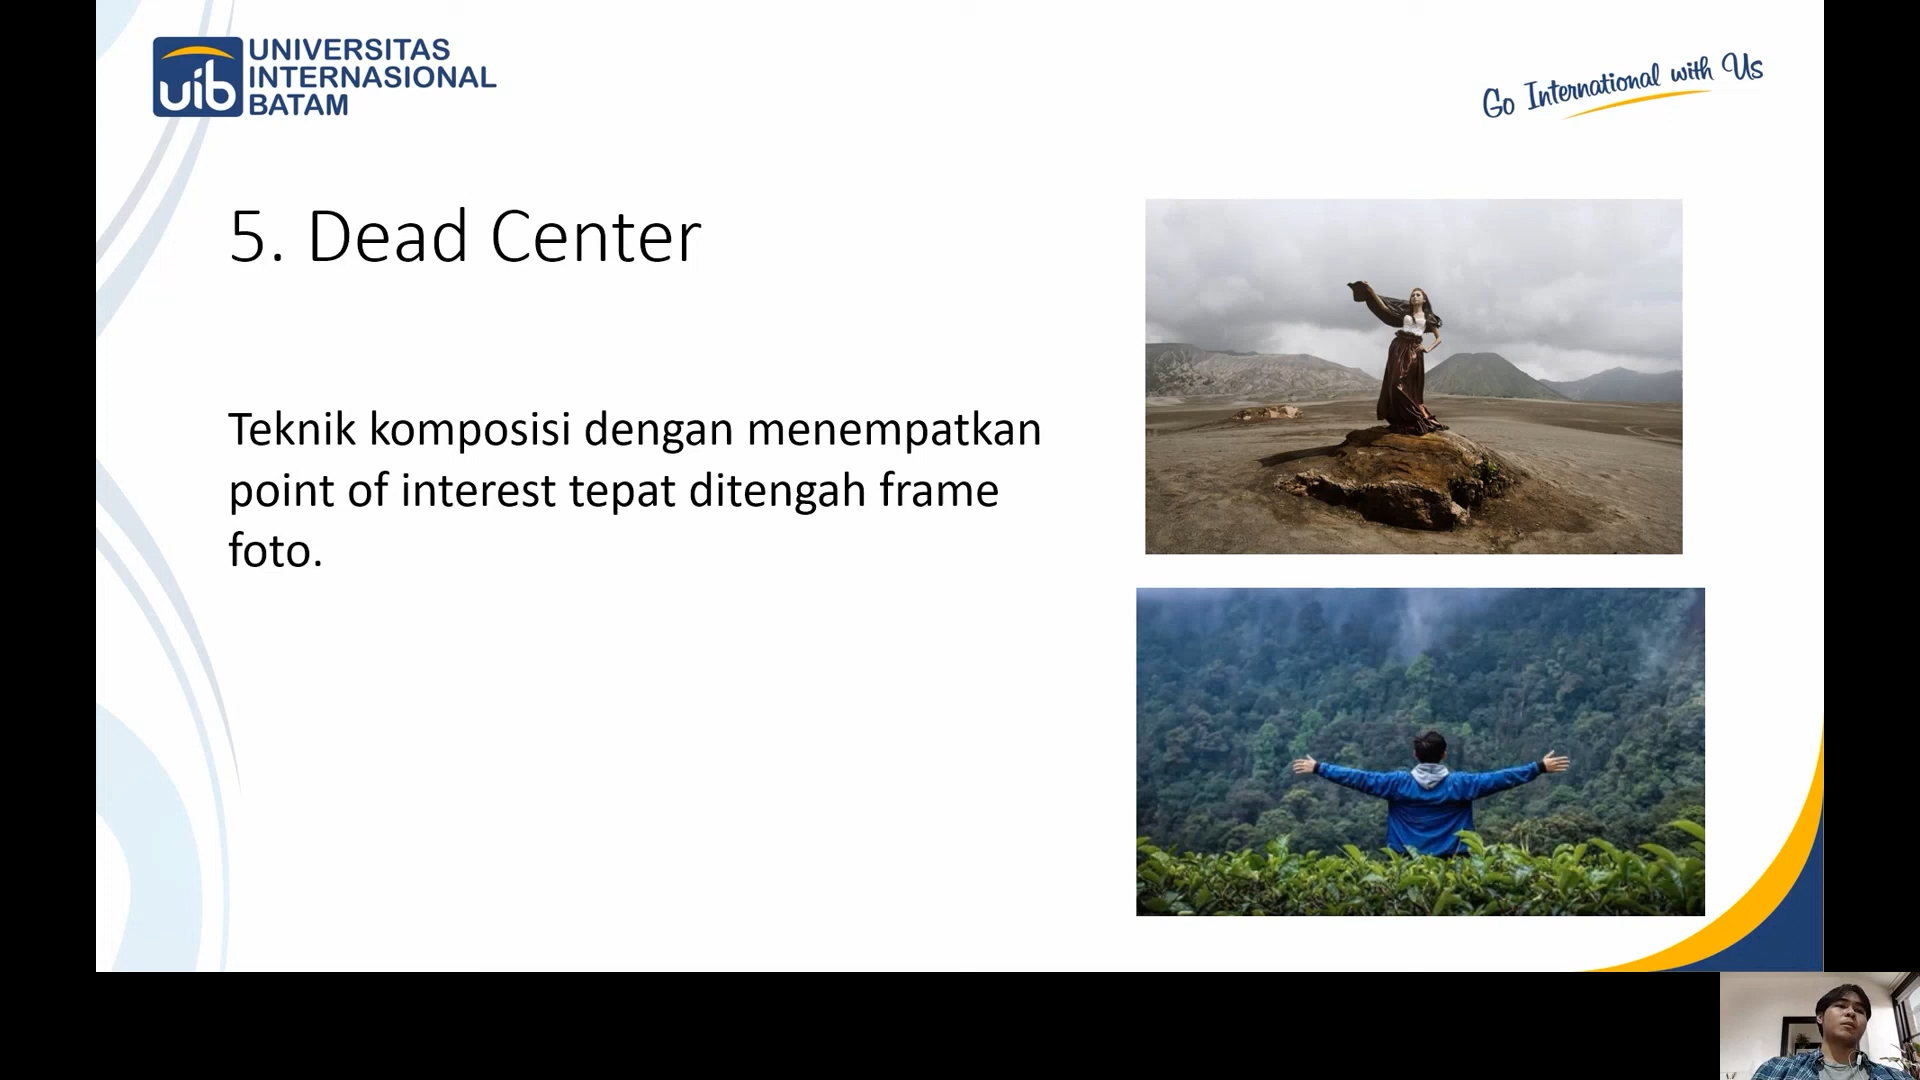 uib
UNIVERSITAS
INTERNASIONAL
BATAM
Go International with Us
5. Dead Center
Teknik komposisi dengan menempatkan
point of interest tepat ditengah frame
foto.